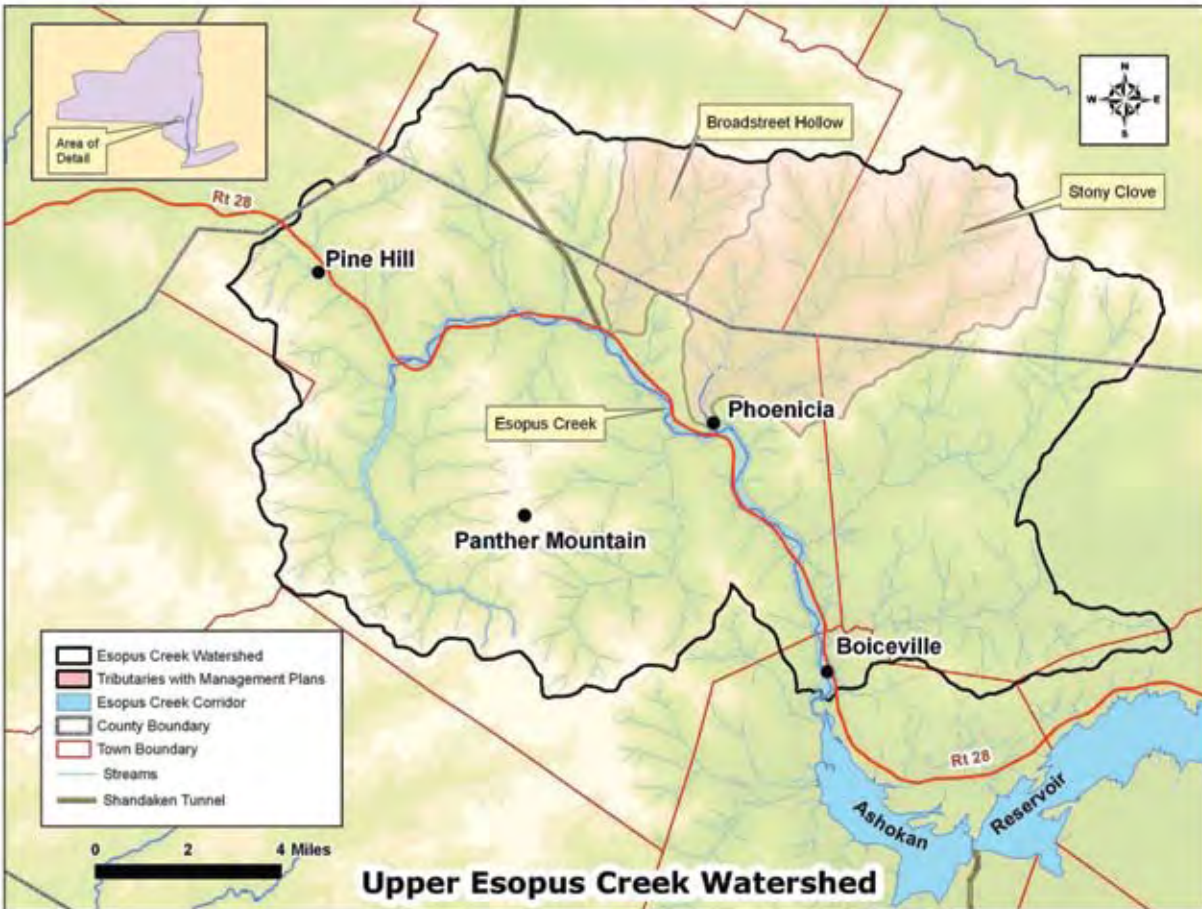 Area of
Detail
N
W
E
S
Broadstreet Hollow
Stony Clove
Rt 28
Pine Hill
Esopus Creek
Phoenicia
Panther Mountain
Boiceville
Esopus Creek Watershed
Tributaries with Management Plans
Esopus Creek Corridor
County Boundary
Town Boundary
Streams
Shandaken Tunnel
Rt 28
Ashokan
Reservoir
0 2 4 Miles
Upper Esopus Creek Watershed